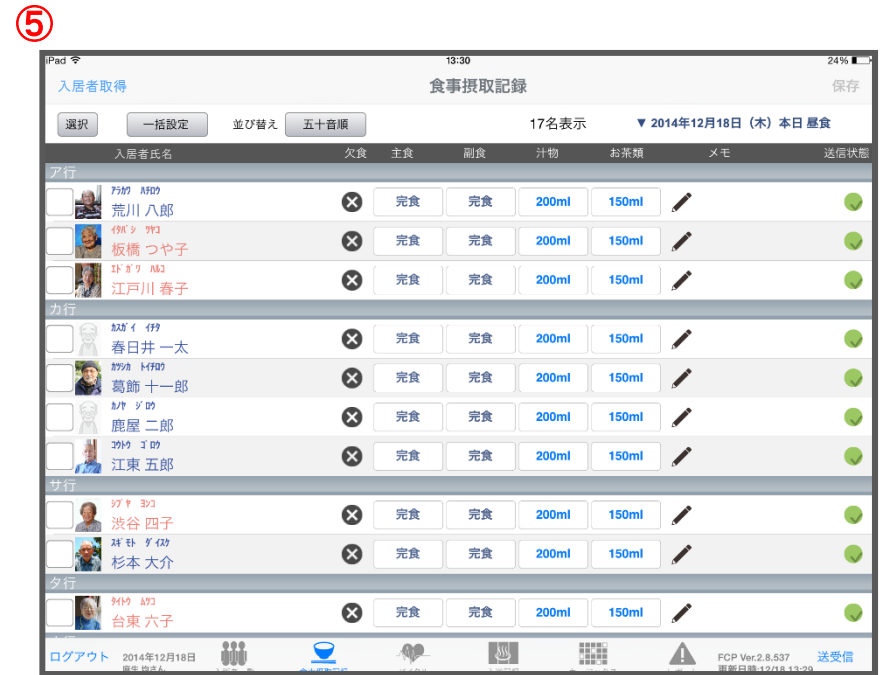 ⑤
iPad 13:30 24%
入居者取得 食事摂取記録 保存
選択 一括設定 並び替え 五十音順 17名表示 ▼ 2014年12月18日（木）本日 昼食
入居者氏名 欠食 主食 副食 汁物 お茶類 メモ 送信状態
ア行
ｱﾗｶﾜ ﾊﾁﾛｳ
荒川 八郎 完食 完食 200ml 150ml
ｲﾀﾊﾞｼ ﾂﾔｺ
板橋 つや子 完食 完食 200ml 150ml
ｴﾄﾞｶﾞﾜ ﾊﾙｺ
江戸川 春子 完食 完食 200ml 150ml
カ行
ｶｽｶﾞｲ ｲﾁﾀ
春日井 一太 完食 完食 200ml 150ml
ｶﾂｼｶ ﾄｲﾁﾛｳ
葛飾 十一郎 完食 完食 200ml 150ml
ｶﾉﾔ ｼﾞﾛｳ
鹿屋 二郎 完食 完食 200ml 150ml
ｺｳﾄｳ ｺﾞﾛｳ
江東 五郎 完食 完食 200ml 150ml
サ行
ｼﾌﾞﾔ ﾖﾝｺ
渋谷 四子 完食 完食 200ml 150ml
ｽｷﾞﾓﾄ ﾀﾞｲｽｹ
杉本 大介 完食 完食 200ml 150ml
タ行
ﾀｲﾄｳ ﾑﾂｺ
台東 六子 完食 完食 200ml 150ml
ログアウト 2014年12月18日 FCP Ver.2.8.537 送受信
更新日時:12/18 13:29